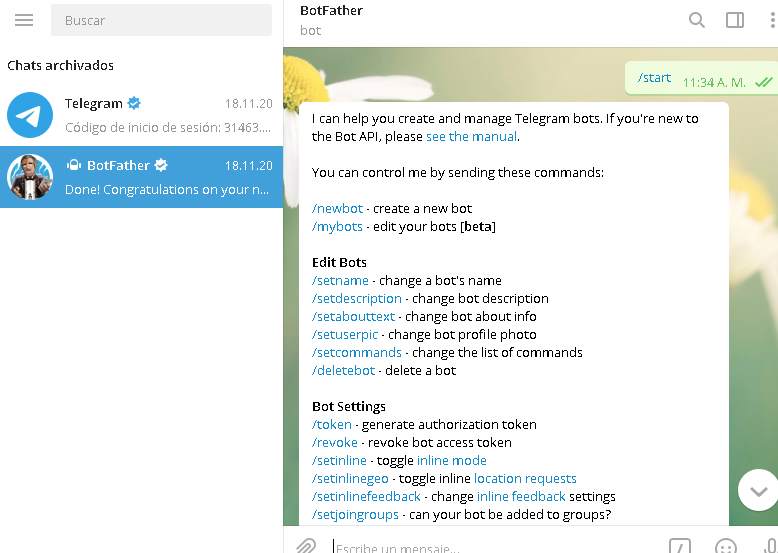 Buscar
Chats archivados
Telegram 18.11.20
Código de inicio de sesión: 31463....
BotFather 18.11.20
Done! Congratulations on your n...
BotFather
bot
/start 11:34 A. M.
I can help you create and manage Telegram bots. If you're new to
the Bot API, please see the manual.
You can control me by sending these commands:
/newbot - create a new bot
/mybots - edit your bots [beta]
Edit Bots
/setname - change a bot's name
/setdescription - change bot description
/setabouttext - change bot about info
/setuserpic - change bot profile photo
/setcommands - change the list of commands
/deletebot - delete a bot
Bot Settings
/token - generate authorization token
/revoke - revoke bot access token
/setinline - toggle inline mode
/setinlinegeo - toggle inline location requests
/setinlinefeedback - change inline feedback settings
/setjoingroups - can your bot be added to groups?
Escribe un mensaje...